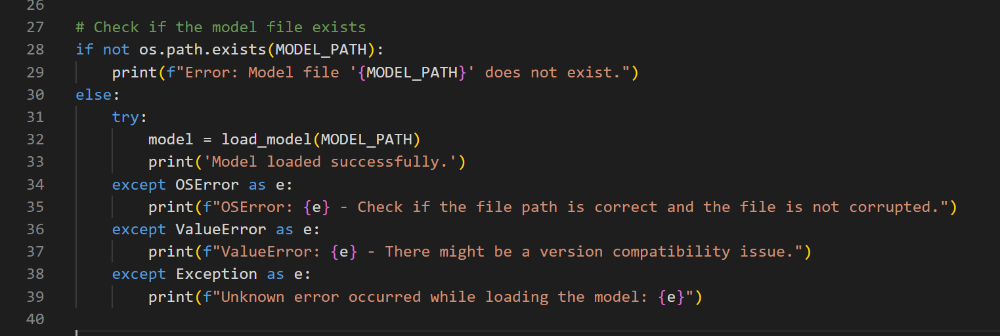 26
27 # Check if the model file exists
28 if not os.path.exists(MODEL_PATH):
29     print(f"Error: Model file '{MODEL_PATH}' does not exist.")
30 else:
31     try:
32         model = load_model(MODEL_PATH)
33         print('Model loaded successfully.')
34     except OSError as e:
35         print(f"OSError: {e} - Check if the file path is correct and the file is not corrupted.")
36     except ValueError as e:
37         print(f"ValueError: {e} - There might be a version compatibility issue.")
38     except Exception as e:
39         print(f"Unknown error occurred while loading the model: {e}")
40